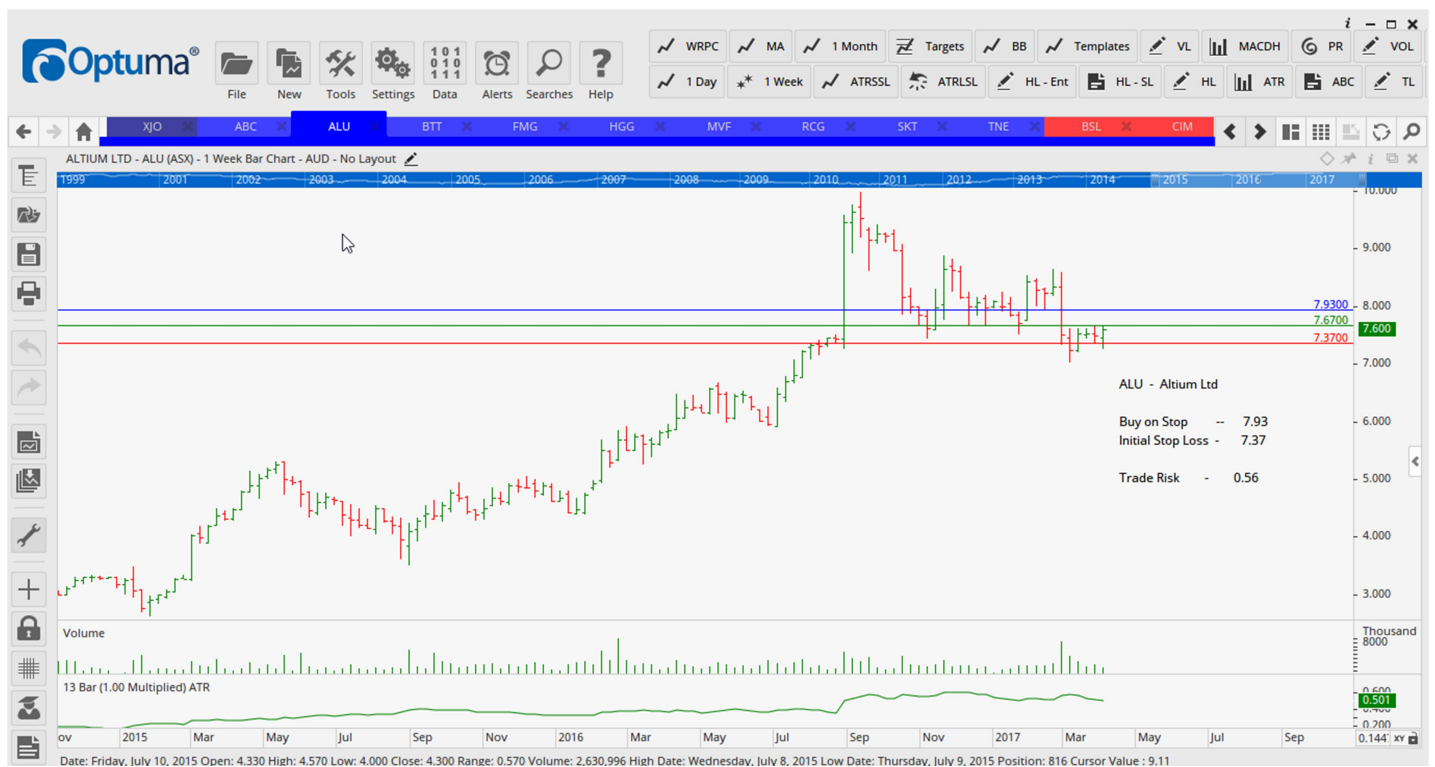 Optuma®
File New Tools Settings Data Alerts Searches Help
WRPC MA 1 Month Targets BB Templates VL MACDH PR VOL
1 Day 1 Week ATRSSL ATRLSL HL - Ent HL - SL HL ATR ABC TL
XJO ABC ALU BTT FMG HGG MVF RCG SKT TNE BSL CIM
ALTIUM LTD - ALU (ASX) - 1 Week Bar Chart - AUD - No Layout
1999 2001 2002 2003 2004 2005 2006 2007 2008 2009 2010 2011 2012 2013 2014 2015 2016 2017
10.000
9.000
7.9300 8.000
7.6700
7.600
7.3700
7.000
ALU - Altium Ltd
6.000
Buy on Stop -- 7.93
Initial Stop Loss - 7.37
Trade Risk - 0.56
5.000
4.000
3.000
Volume Thousand
8000
13 Bar (1.00 Multiplied) ATR
0.600
0.501
0.400
0.200
ov 2015 Mar May Jul Sep Nov 2016 Mar May Jul Sep Nov 2017 Mar May Jul Sep 0.144 XY
Date: Friday, July 10, 2015 Open: 4.330 High: 4.570 Low: 4.000 Close: 4.300 Range: 0.570 Volume: 2,630,996 High Date: Wednesday, July 8, 2015 Low Date: Thursday, July 9, 2015 Position: 816 Cursor Value : 9.11